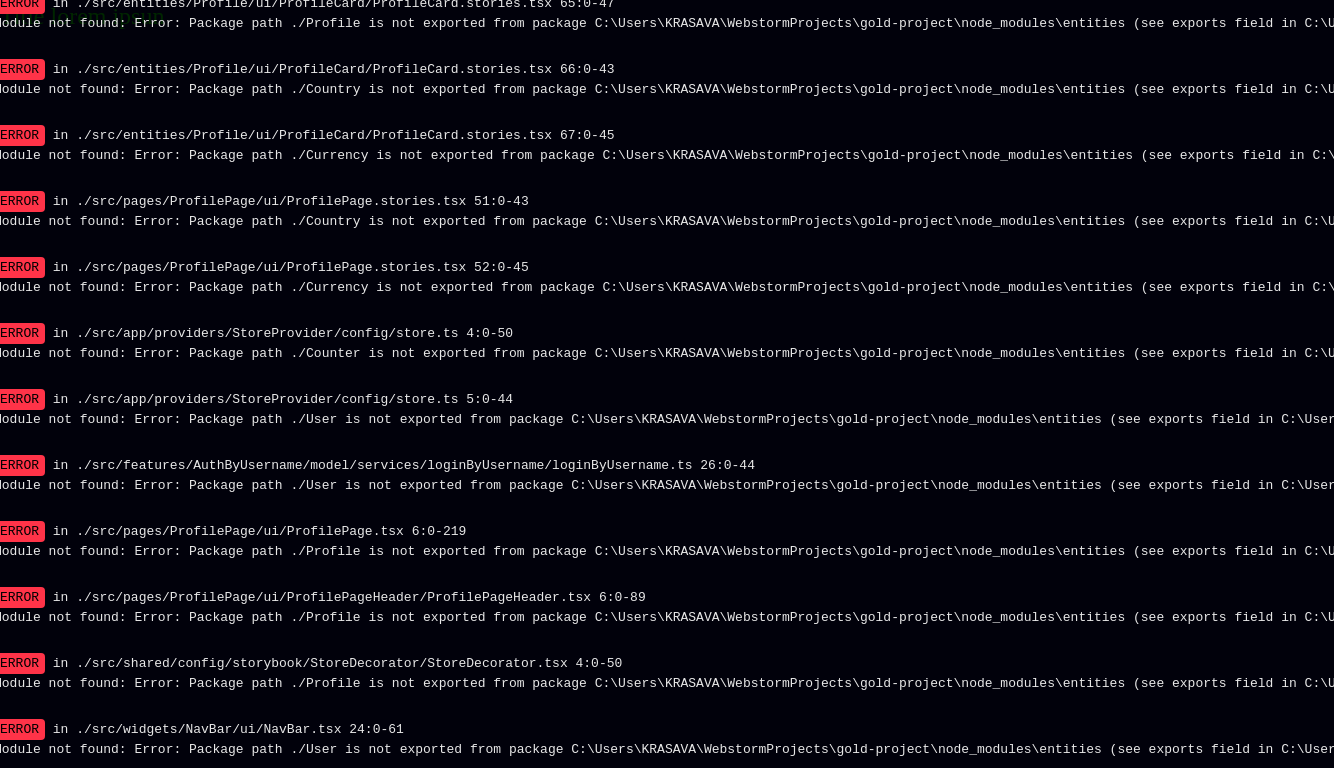 ERROR in ./src/entities/Profile/ui/ProfileCard/ProfileCard.stories.tsx 65:0-47
Module not found: Error: Package path ./Profile is not exported from package C:\Users\KRASAVA\WebstormProjects\gold-project\node_modules\entities (see exports field in C:\U
ERROR in ./src/entities/Profile/ui/ProfileCard/ProfileCard.stories.tsx 66:0-43
Module not found: Error: Package path ./Country is not exported from package C:\Users\KRASAVA\WebstormProjects\gold-project\node_modules\entities (see exports field in C:\U
ERROR in ./src/entities/Profile/ui/ProfileCard/ProfileCard.stories.tsx 67:0-45
Module not found: Error: Package path ./Currency is not exported from package C:\Users\KRASAVA\WebstormProjects\gold-project\node_modules\entities (see exports field in C:\
ERROR in ./src/pages/ProfilePage/ui/ProfilePage.stories.tsx 51:0-43
Module not found: Error: Package path ./Country is not exported from package C:\Users\KRASAVA\WebstormProjects\gold-project\node_modules\entities (see exports field in C:\U
ERROR in ./src/pages/ProfilePage/ui/ProfilePage.stories.tsx 52:0-45
Module not found: Error: Package path ./Currency is not exported from package C:\Users\KRASAVA\WebstormProjects\gold-project\node_modules\entities (see exports field in C:\
ERROR in ./src/app/providers/StoreProvider/config/store.ts 4:0-50
Module not found: Error: Package path ./Counter is not exported from package C:\Users\KRASAVA\WebstormProjects\gold-project\node_modules\entities (see exports field in C:\U
ERROR in ./src/app/providers/StoreProvider/config/store.ts 5:0-44
Module not found: Error: Package path ./User is not exported from package C:\Users\KRASAVA\WebstormProjects\gold-project\node_modules\entities (see exports field in C:\User
ERROR in ./src/features/AuthByUsername/model/services/loginByUsername/loginByUsername.ts 26:0-44
Module not found: Error: Package path ./User is not exported from package C:\Users\KRASAVA\WebstormProjects\gold-project\node_modules\entities (see exports field in C:\User
ERROR in ./src/pages/ProfilePage/ui/ProfilePage.tsx 6:0-219
Module not found: Error: Package path ./Profile is not exported from package C:\Users\KRASAVA\WebstormProjects\gold-project\node_modules\entities (see exports field in C:\U
ERROR in ./src/pages/ProfilePage/ui/ProfilePageHeader/ProfilePageHeader.tsx 6:0-89
Module not found: Error: Package path ./Profile is not exported from package C:\Users\KRASAVA\WebstormProjects\gold-project\node_modules\entities (see exports field in C:\U
ERROR in ./src/shared/config/storybook/StoreDecorator/StoreDecorator.tsx 4:0-50
Module not found: Error: Package path ./Profile is not exported from package C:\Users\KRASAVA\WebstormProjects\gold-project\node_modules\entities (see exports field in C:\U
ERROR in ./src/widgets/NavBar/ui/NavBar.tsx 24:0-61
Module not found: Error: Package path ./User is not exported from package C:\Users\KRASAVA\WebstormProjects\gold-project\node_modules\entities (see exports field in C:\User